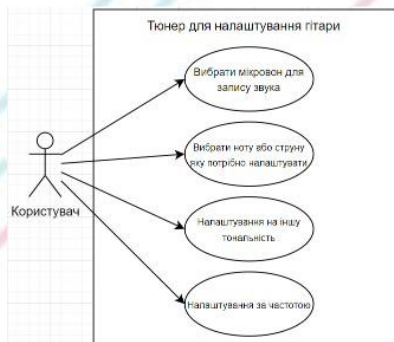 Тюнер для налаштування гітари
Вибрати мікровон для
запису звука
Вибрати ноту або струну
яку потрібно налаштувати
Користувач
Налаштування на іншу
тональність
Налаштування за частотою